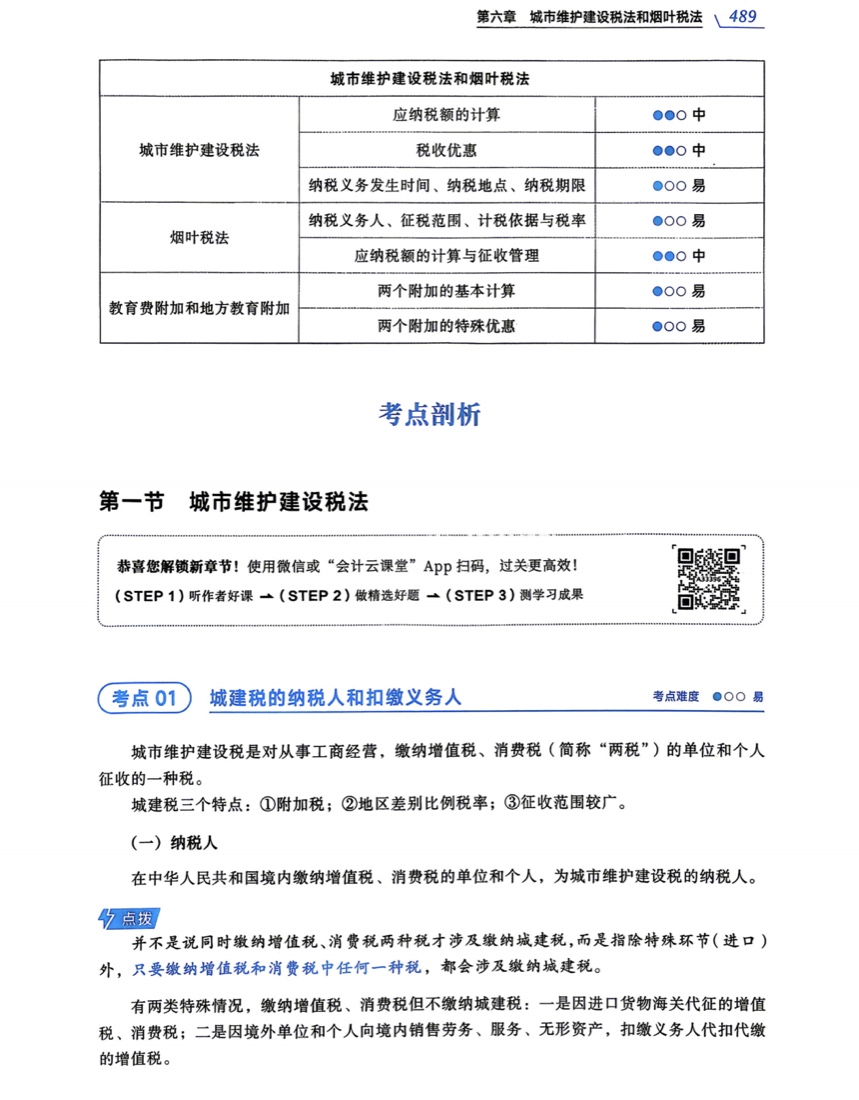 第六章 城市维护建设税法和烟叶税法 489
城市维护建设税法和烟叶税法
城市维护建设税法
应纳税额的计算 中
税收优惠 中
纳税义务发生时间、纳税地点、纳税期限 易
烟叶税法
纳税义务人、征税范围、计税依据与税率 易
应纳税额的计算与征收管理 中
教育费附加和地方教育附加
两个附加的基本计算 易
两个附加的特殊优惠 易
考点剖析
第一节 城市维护建设税法
恭喜您解锁新章节！使用微信或“会计云课堂”App 扫码，过关更高效！
（STEP 1）听作者好课 → （STEP 2）做精选好题 → （STEP 3）测学习成果
A33396
考点 01 城建税的纳税人和扣缴义务人 考点难度 易
城市维护建设税是对从事工商经营，缴纳增值税、消费税（简称“两税”）的单位和个人
征收的一种税。
城建税三个特点：①附加税；②地区差别比例税率；③征收范围较广。
（一）纳税人
在中华人民共和国境内缴纳增值税、消费税的单位和个人，为城市维护建设税的纳税人。
点拨
并不是说同时缴纳增值税、消费税两种税才涉及缴纳城建税，而是指除特殊环节（进口）
外，只要缴纳增值税和消费税中任何一种税，都会涉及缴纳城建税。
有两类特殊情况，缴纳增值税、消费税但不缴纳城建税：一是因进口货物海关代征的增值
税、消费税；二是因境外单位和个人向境内销售劳务、服务、无形资产，扣缴义务人代扣代缴
的增值税。